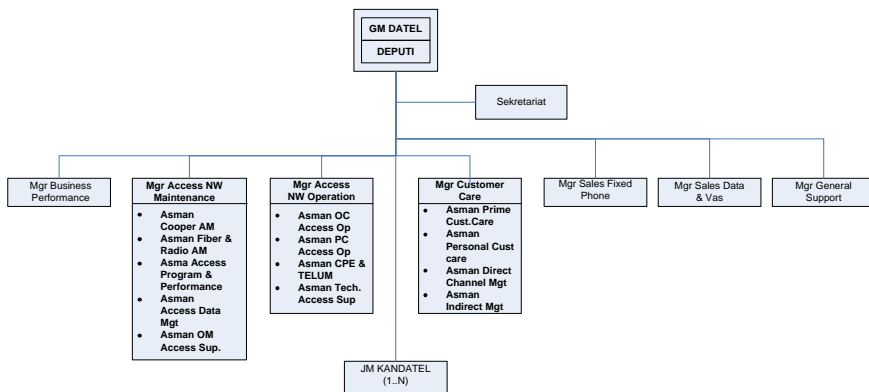 GM DATEL
DEPUTI
Sekretariat
Mgr Business
Performance
Mgr Access NW
Maintenance
• Asman
Cooper AM
• Asman Fiber &
Radio AM
• Asma Access
Program &
Performance
• Asman
Access Data
Mgt
• Asman OM
Access Sup.
Mgr Access
NW Operation
• Asman OC
Access Op
• Asman PC
Access Op
• Asman CPE &
TELUM
• Asman Tech.
Access Sup
Mgr Customer
Care
• Asman Prime
Cust.Care
• Asman
Personal Cust
care
• Asman Direct
Channel Mgt
• Asman
Indirect Mgt
Mgr Sales Fixed
Phone
Mgr Sales Data
& Vas
Mgr General
Support
JM KANDATEL
(1..N)